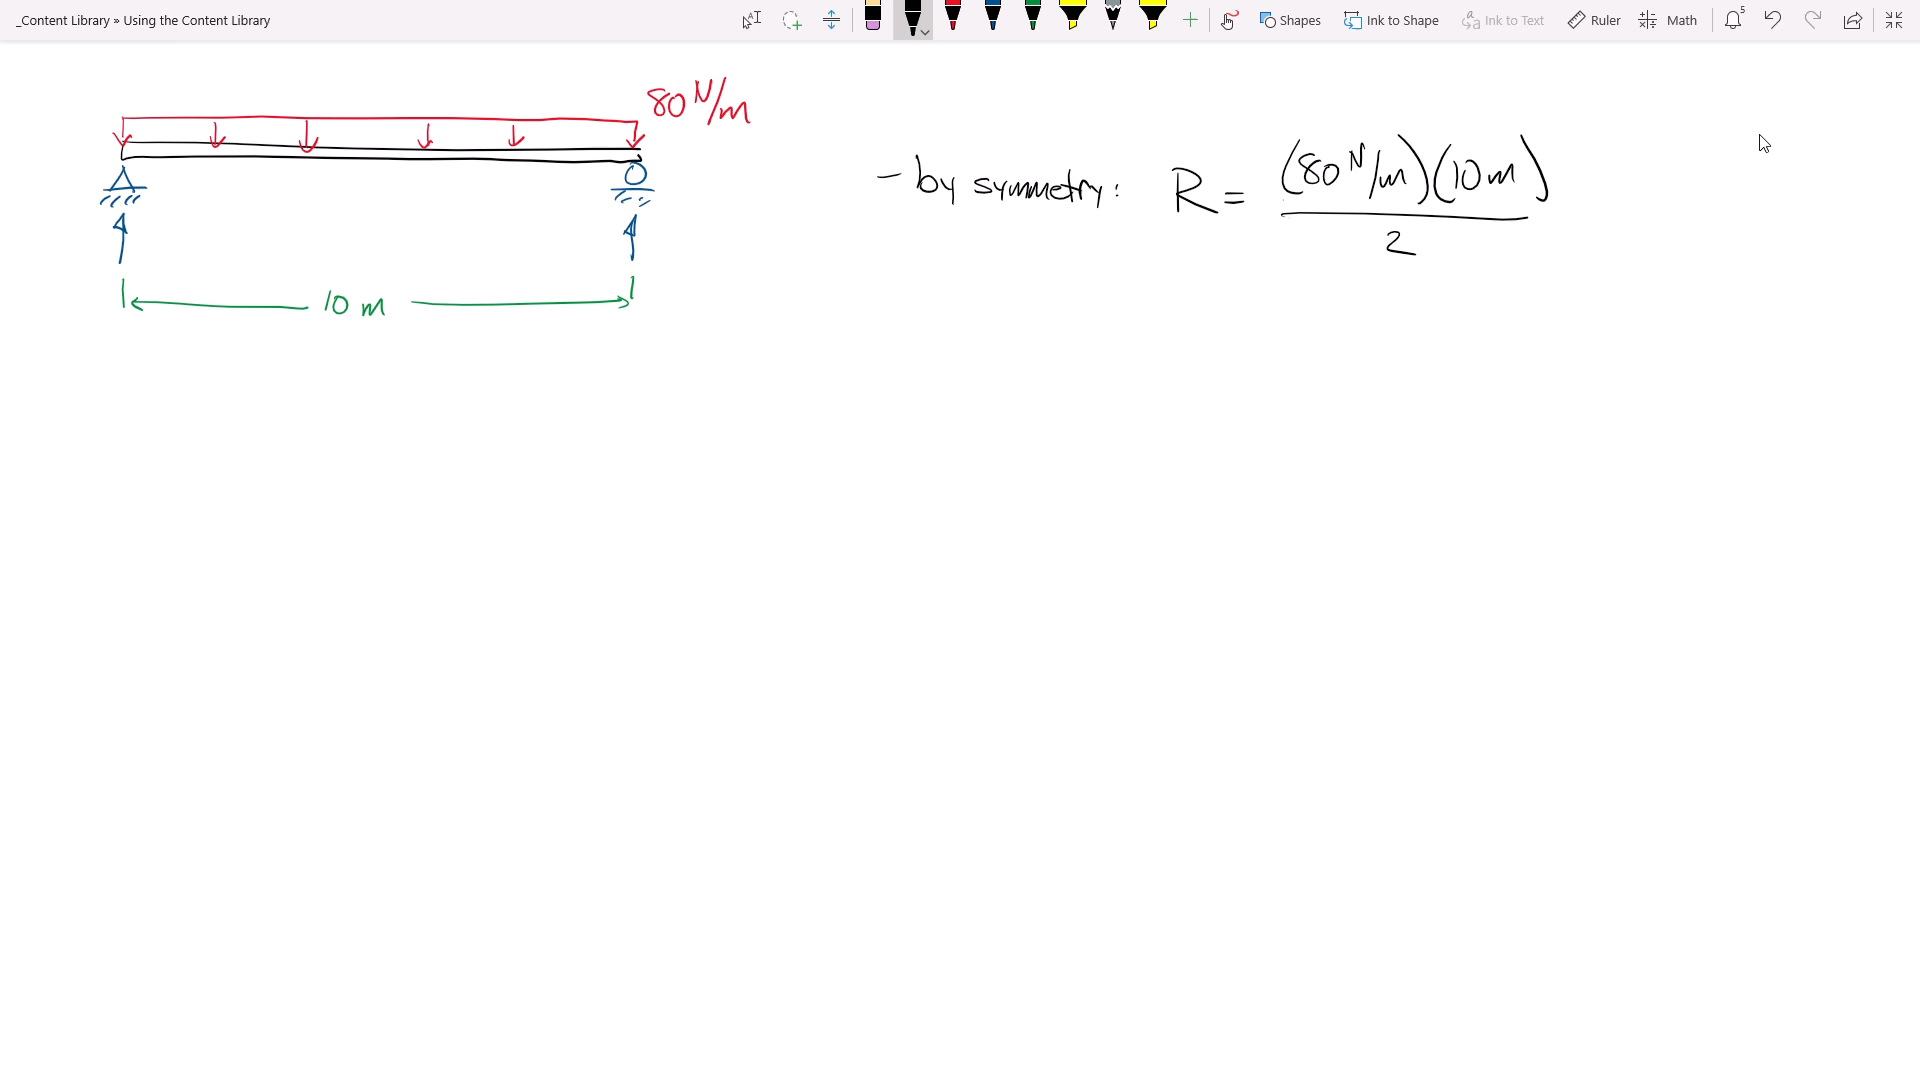 _Content Library » Using the Content Library
Shapes
Ink to Shape
Ink to Text
Ruler
Math
5
80 N/m
- by symmetry: R = (80 N/m)(10 m)
2
10 m